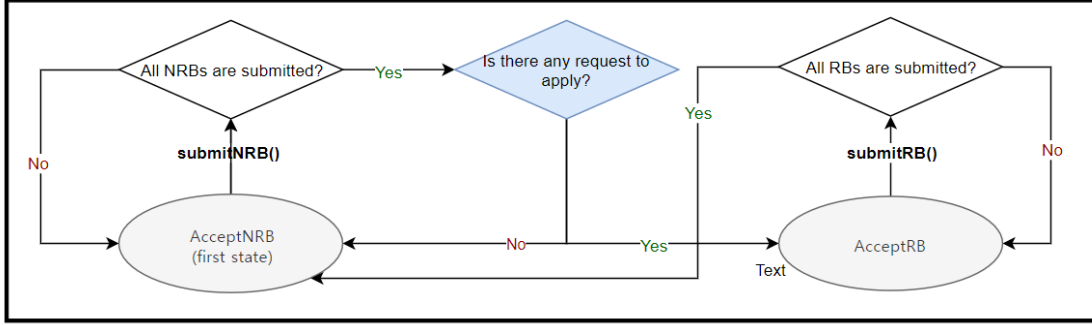 All NRBs are submitted?
Yes
Is there any request to
apply?
All RBs are submitted?
Yes
No
submitNRB()
submitRB()
No
AcceptNRB
(first state)
No
Yes
AcceptRB
Text